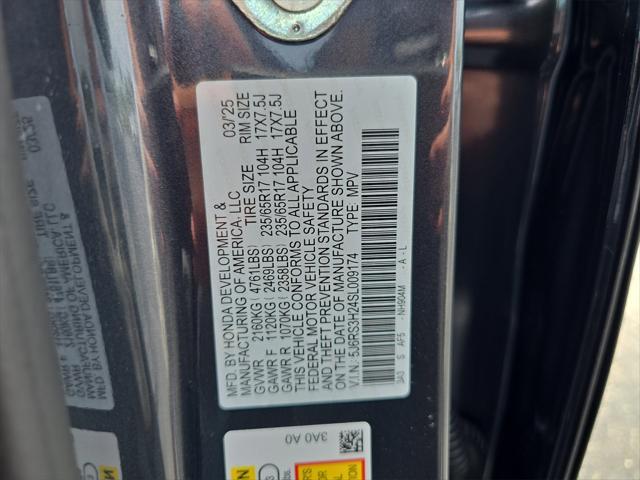 MFD. BY HONDA DEVELOPMENT & 03/25
MANUFACTURING OF AMERICA, LLC
TIRE SIZE RIM SIZE
GVWR 2160KG (4761LBS)
GAWR F 1120KG (2469LBS) 235/65R17 104H 17X7.5J
GAWR R 1070KG (2358LBS) 235/65R17 104H 17X7.5J
THIS VEHICLE CONFORMS TO ALL APPLICABLE
FEDERAL MOTOR VEHICLE SAFETY
AND THEFT PREVENTION STANDARDS IN EFFECT
ON THE DATE OF MANUFACTURE SHOWN ABOVE.
V.I.N. 5J6RS3H24SL009174 TYPE MPV
3A0 S AF5 -NH904M -A-L
3A0 A0